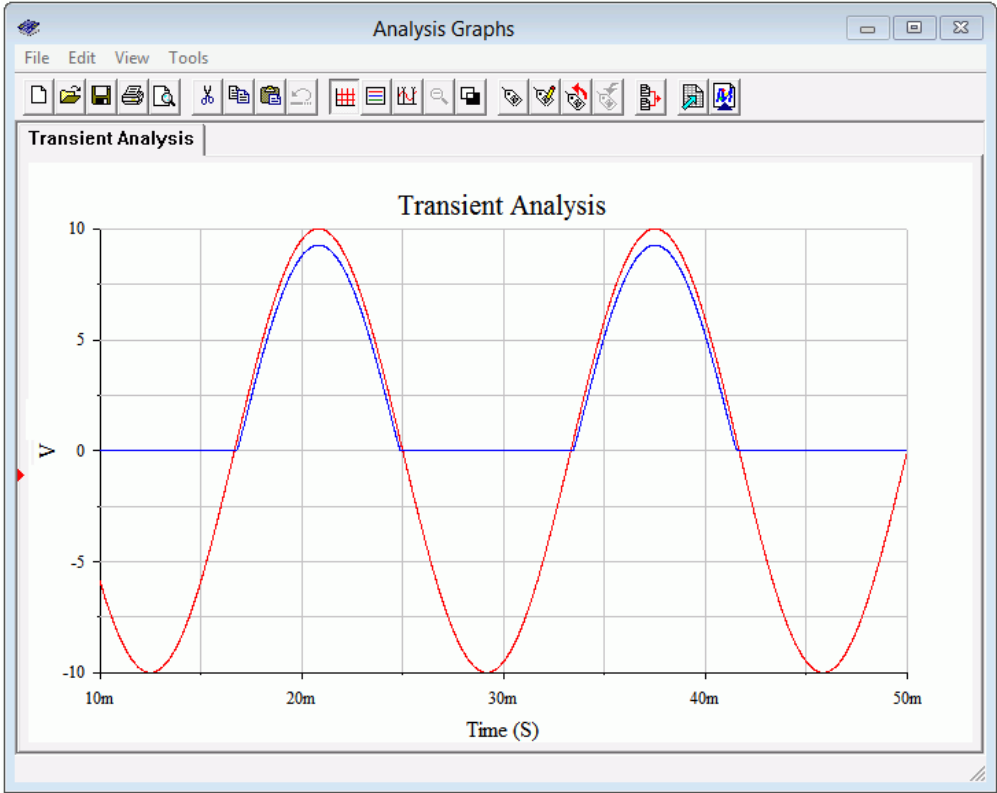 Analysis Graphs
File Edit View Tools
Transient Analysis
Transient Analysis
10
5
V
0
-5
-10
10m 20m 30m 40m 50m
Time (S)